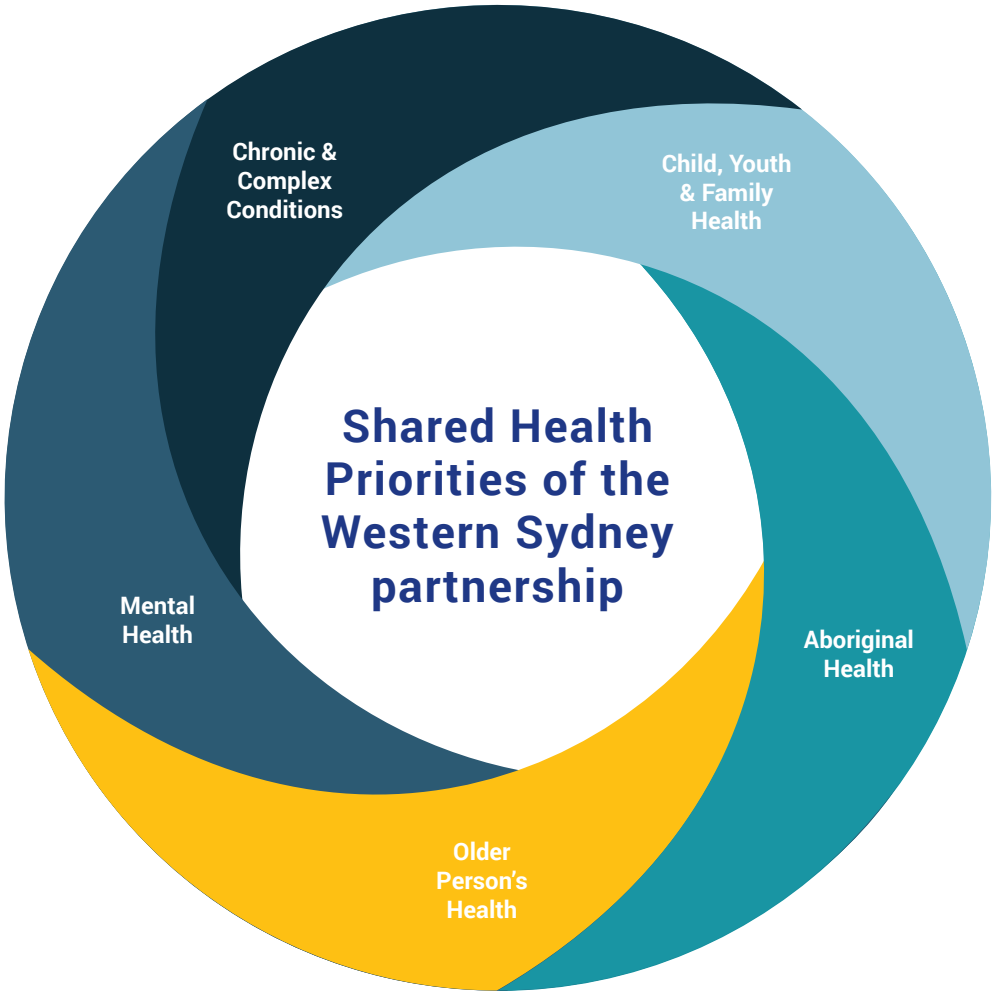 Chronic &
Complex
Conditions
Child, Youth
& Family
Health
Shared Health
Priorities of the
Western Sydney
partnership
Mental
Health
Aboriginal
Health
Older
Person’s
Health